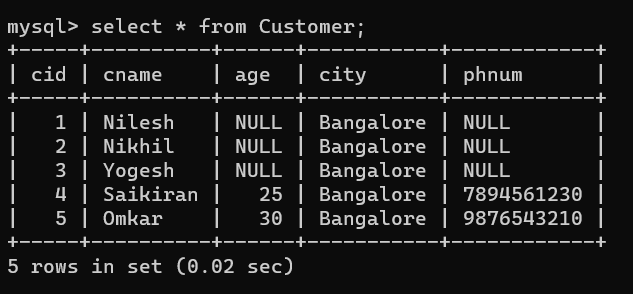 mysql> select * from Customer;
+-----+----------+------+-----------+------------+
| cid | cname    | age  | city      | phnum      |
+-----+----------+------+-----------+------------+
|   1 | Nilesh   | NULL | Bangalore | NULL       |
|   2 | Nikhil   | NULL | Bangalore | NULL       |
|   3 | Yogesh   | NULL | Bangalore | NULL       |
|   4 | Saikiran |   25 | Bangalore | 7894561230 |
|   5 | Omkar    |   30 | Bangalore | 9876543210 |
+-----+----------+------+-----------+------------+
5 rows in set (0.02 sec)